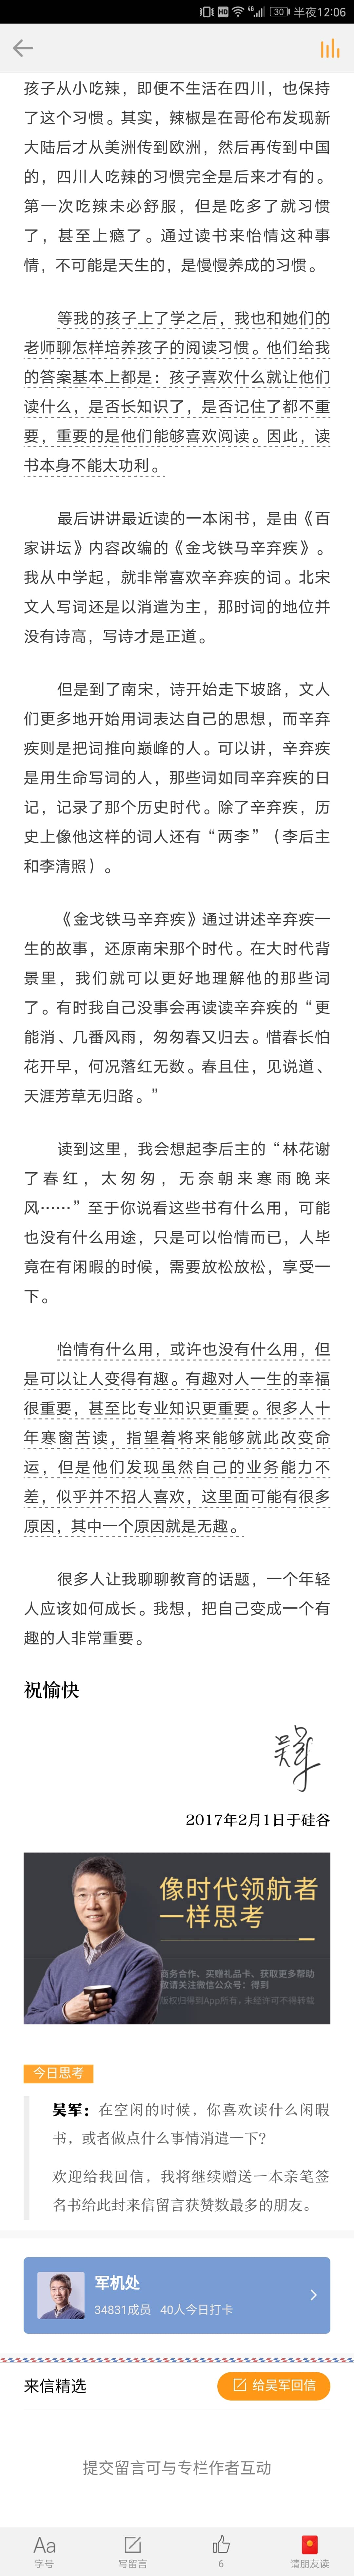 HD 4G 30 半夜12:06
孩子从小吃辣，即便不生活在四川，也保持
了这个习惯。其实，辣椒是在哥伦布发现新
大陆后才从美洲传到欧洲，然后再传到中国
的，四川人吃辣的习惯完全是后来才有的。
第一次吃辣未必舒服，但是吃多了就习惯
了，甚至上瘾了。通过读书来怡情这种事
情，不可能是天生的，是慢慢养成的习惯。
等我的孩子上了学之后，我也和她们的
老师聊怎样培养孩子的阅读习惯。他们给我
的答案基本上都是：孩子喜欢什么就让他们
读什么，是否长知识了，是否记住了都不重
要，重要的是他们能够喜欢阅读。因此，读
书本身不能太功利。
最后讲讲最近读的一本闲书，是由《百
家讲坛》内容改编的《金戈铁马辛弃疾》。
我从中学起，就非常喜欢辛弃疾的词。北宋
文人写词还是以消遣为主，那时词的地位并
没有诗高，写诗才是正道。
但是到了南宋，诗开始走下坡路，文人
们更多地开始用词表达自己的思想，而辛弃
疾则是把词推向巅峰的人。可以讲，辛弃疾
是用生命写词的人，那些词如同辛弃疾的日
记，记录了那个历史时代。除了辛弃疾，历
史上像他这样的词人还有“两李”（李后主
和李清照）。
《金戈铁马辛弃疾》通过讲述辛弃疾一
生的故事，还原南宋那个时代。在大时代背
景里，我们就可以更好地理解他的那些词
了。有时我自己没事会再读读辛弃疾的“更
能消、几番风雨，匆匆春又归去。惜春长怕
花开早，何况落红无数。春且住，见说道、
天涯芳草无归路。”
读到这里，我会想起李后主的“林花谢
了春红，太匆匆，无奈朝来寒雨晚来
风……”至于你说看这些书有什么用，可能
也没有什么用途，只是可以怡情而已，人毕
竟在有闲暇的时候，需要放松放松，享受一
下。
怡情有什么用，或许也没有什么用，但
是可以让人变得有趣。有趣对人一生的幸福
很重要，甚至比专业知识更重要。很多人十
年寒窗苦读，指望着将来能够就此改变命
运，但是他们发现虽然自己的业务能力不
差，似乎并不招人喜欢，这里面可能有很多
原因，其中一个原因就是无趣。
很多人让我聊聊教育的话题，一个年轻
人应该如何成长。我想，把自己变成一个有
趣的人非常重要。
祝愉快
吴军
2017年2月1日于硅谷
像时代领航者
一样思考
商务合作、买赠礼品卡、获取更多帮助
敬请关注微信公众号：得到
版权归得到App所有，未经许可不得转载
今日思考
吴军：在空闲的时候，你喜欢读什么闲暇
书，或者做点什么事情消遣一下？
欢迎给我回信，我将继续赠送一本亲笔签
名书给此封来信留言获赞数最多的朋友。
军机处
34831成员 40人今日打卡
来信精选
给吴军回信
提交留言可与专栏作者互动
Aa
字号 写留言 6 请朋友读